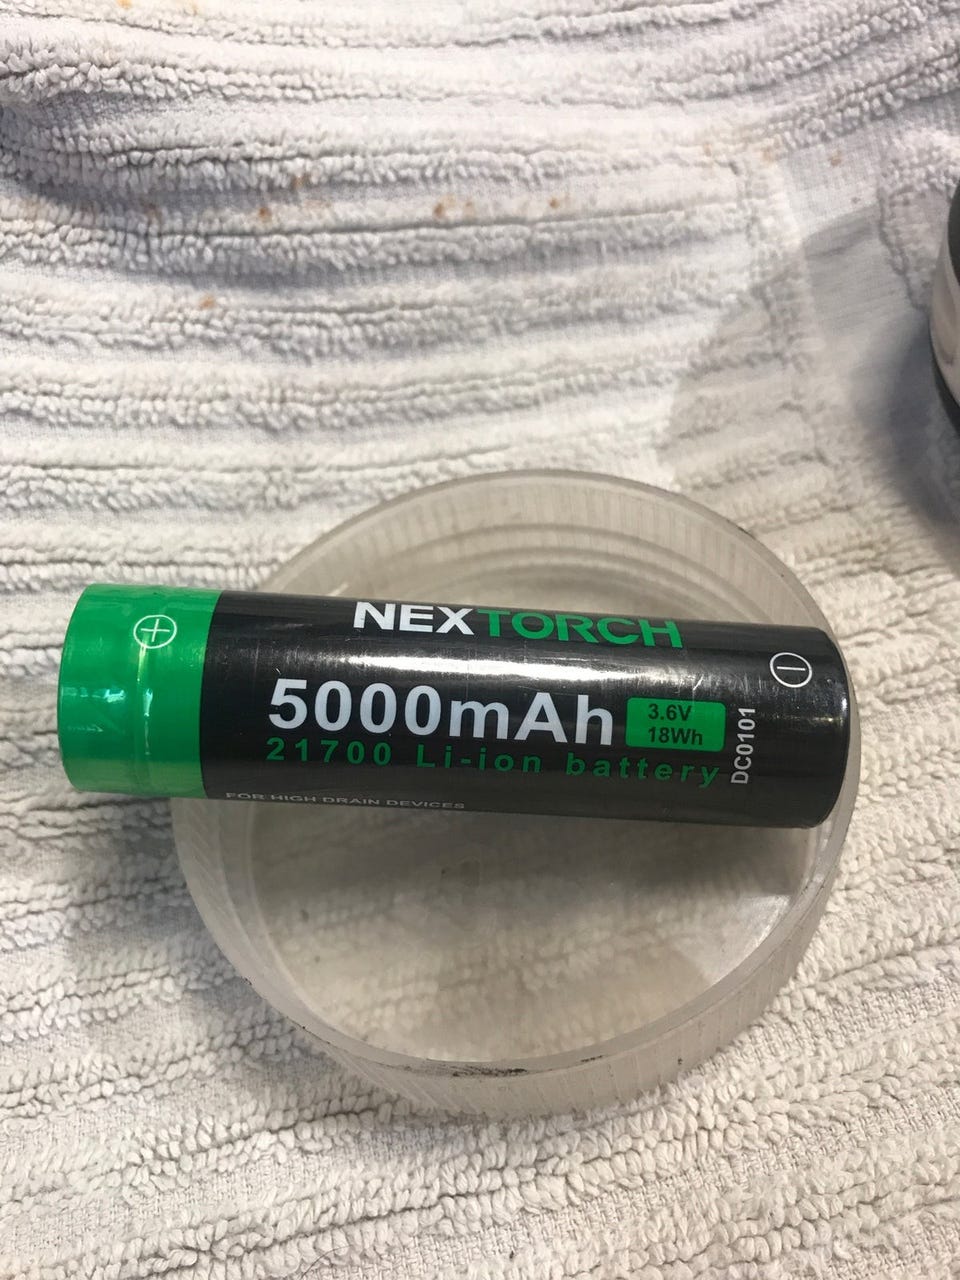 NEXTORCH
5000mAh
3.6V
18Wh
21700 Li-ion battery
DC0101
FOR HIGH DRAIN DEVICES